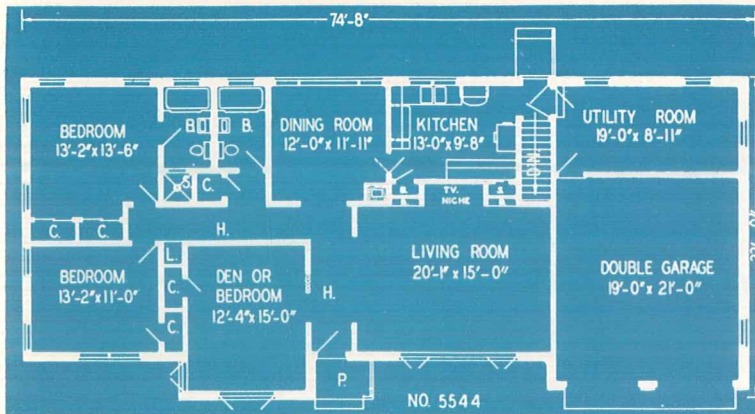 74'-8"
BEDROOM
13'-2" x 13'-6"
B.
B.
DINING ROOM
12'-0" x 11'-11"
KITCHEN
13'-0" x 9'-8"
UTILITY ROOM
19'-0" x 8'-11"
S.
C.
DN
B.
TV.
NICHE
S.
C.
C.
H.
L.
BEDROOM
13'-2" x 11'-0"
C.
C.
DEN OR
BEDROOM
12'-4" x 15'-0"
H.
LIVING ROOM
20'-1" x 15'-0"
DOUBLE GARAGE
19'-0" x 21'-0"
P.
NO. 5544